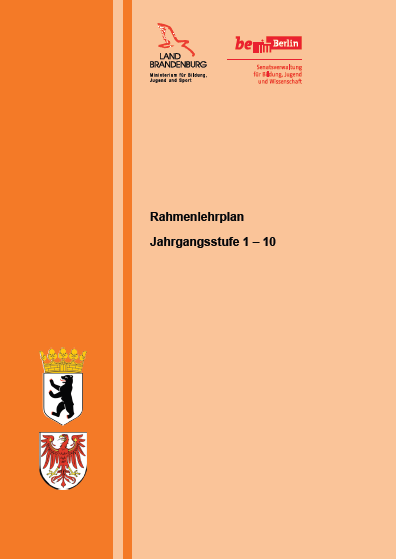 LAND
BRANDENBURG
Ministerium für Bildung,
Jugend und Sport
be Berlin
Senatsverwaltung
für Bildung, Jugend
und Wissenschaft
Rahmenlehrplan
Jahrgangsstufe 1 – 10